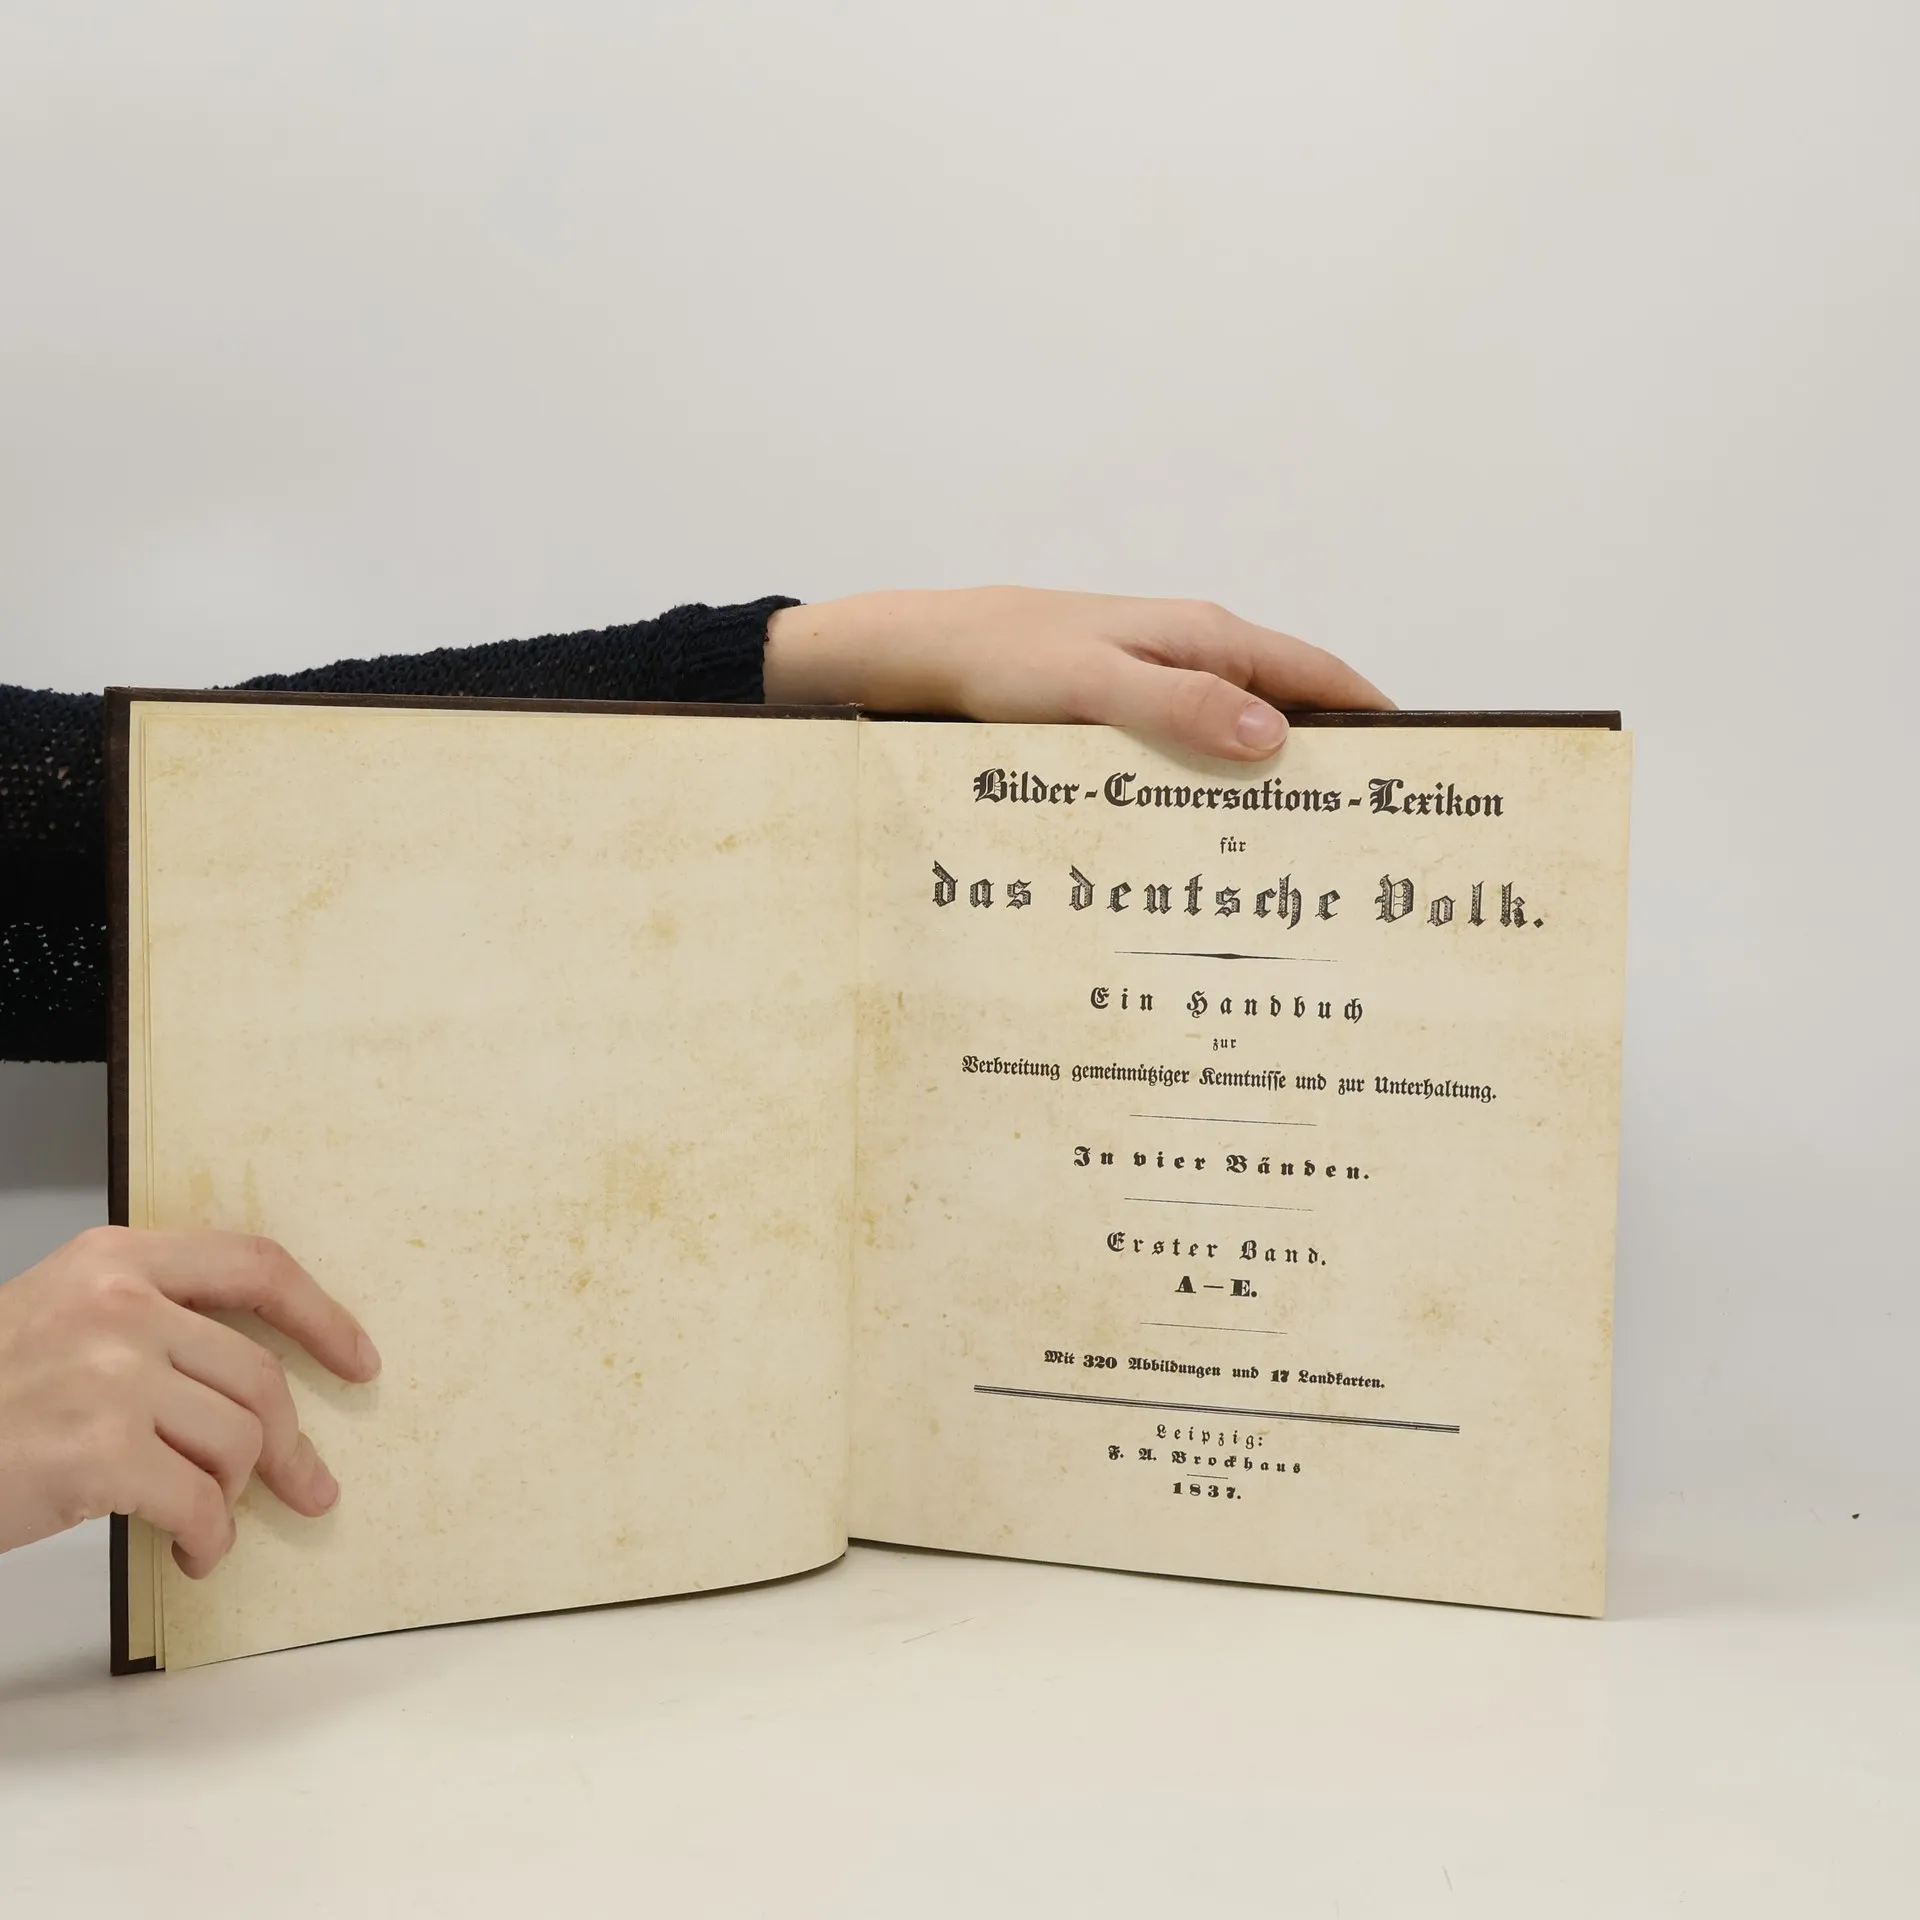 Bilder-Conversations-Lexikon
für
das deutsche Volk.
Ein Handbuch
zur
Verbreitung gemeinnütziger Kenntnisse und zur Unterhaltung.
In vier Bänden.
Erster Band.
A—E.
Mit 320 Abbildungen und 17 Landkarten.
Leipzig:
F. A. Brockhaus
1837.